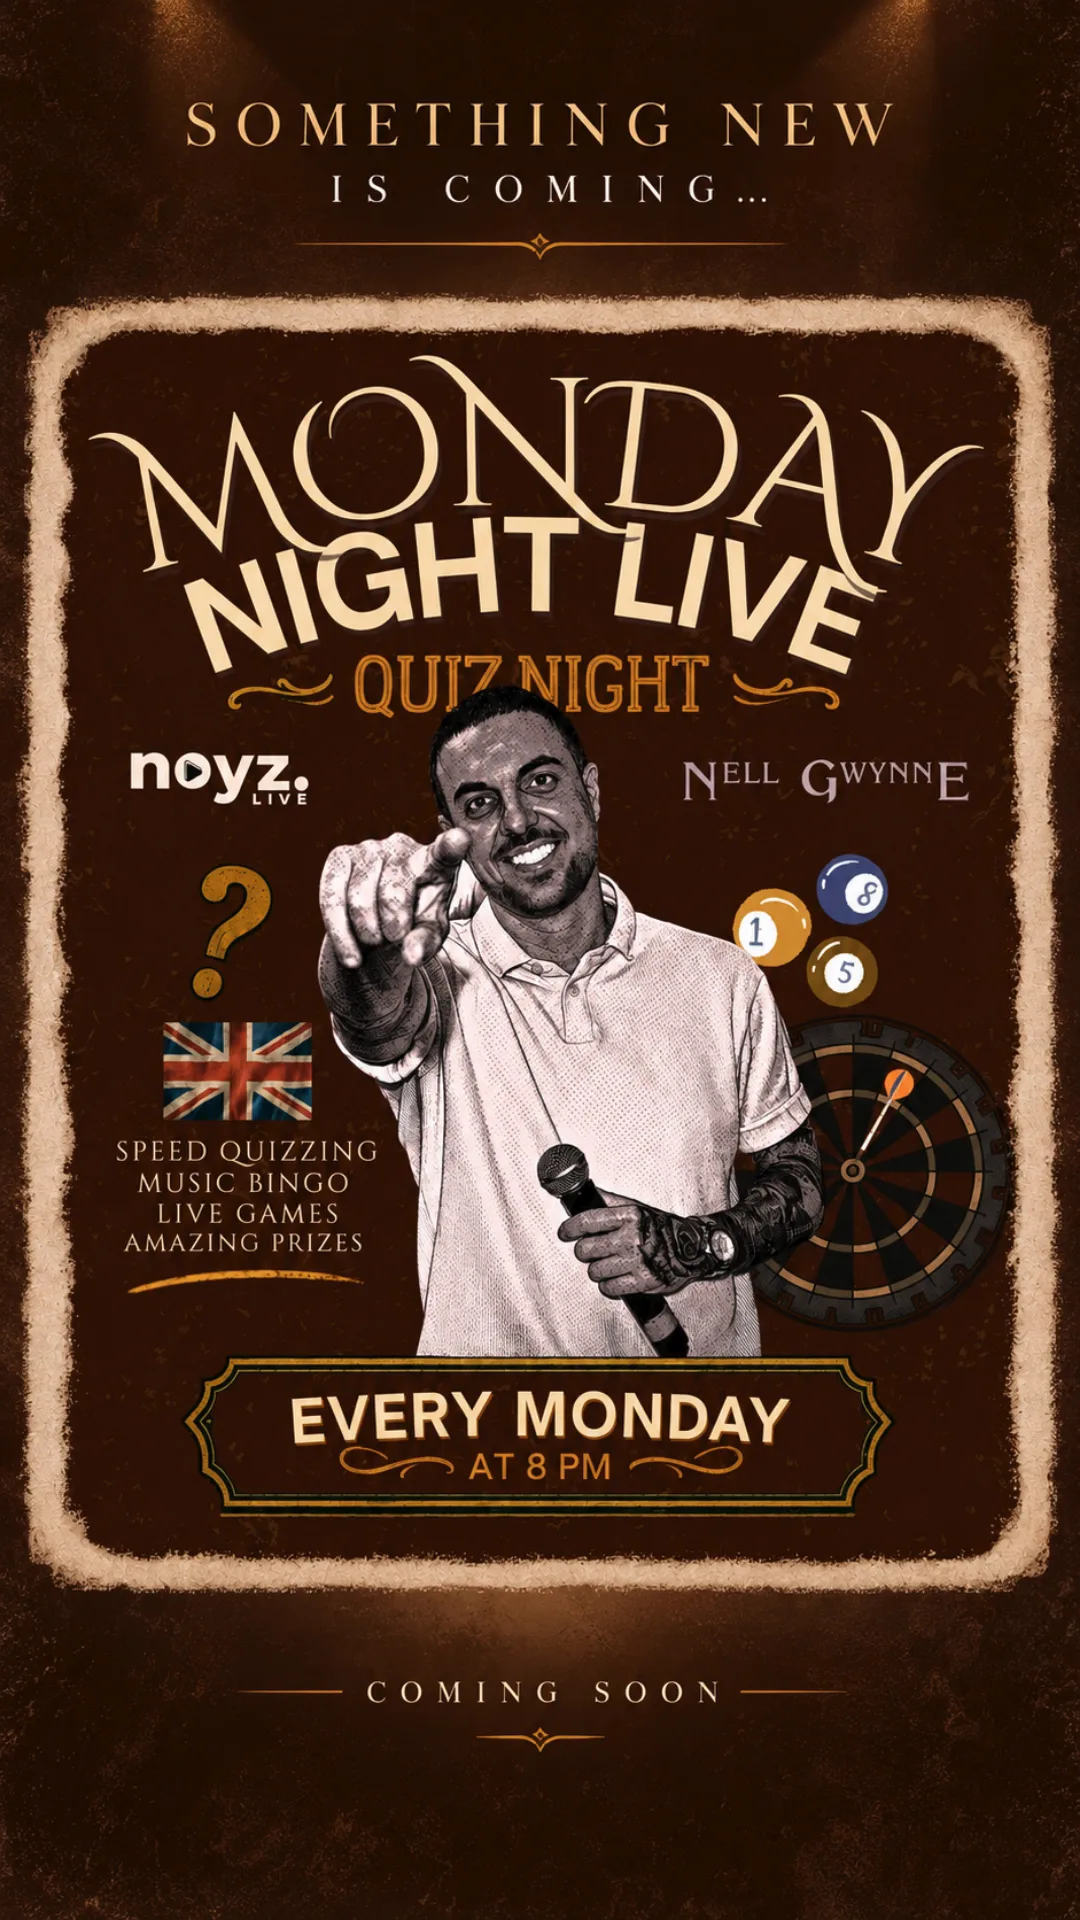 SOMETHING NEW
IS COMING...
MONDAY
NIGHT LIVE
QUIZ NIGHT
noyz.
LIVE
NELL GWYNNE
8
1
5
SPEED QUIZZING
MUSIC BINGO
LIVE GAMES
AMAZING PRIZES
EVERY MONDAY
AT 8 PM
COMING SOON